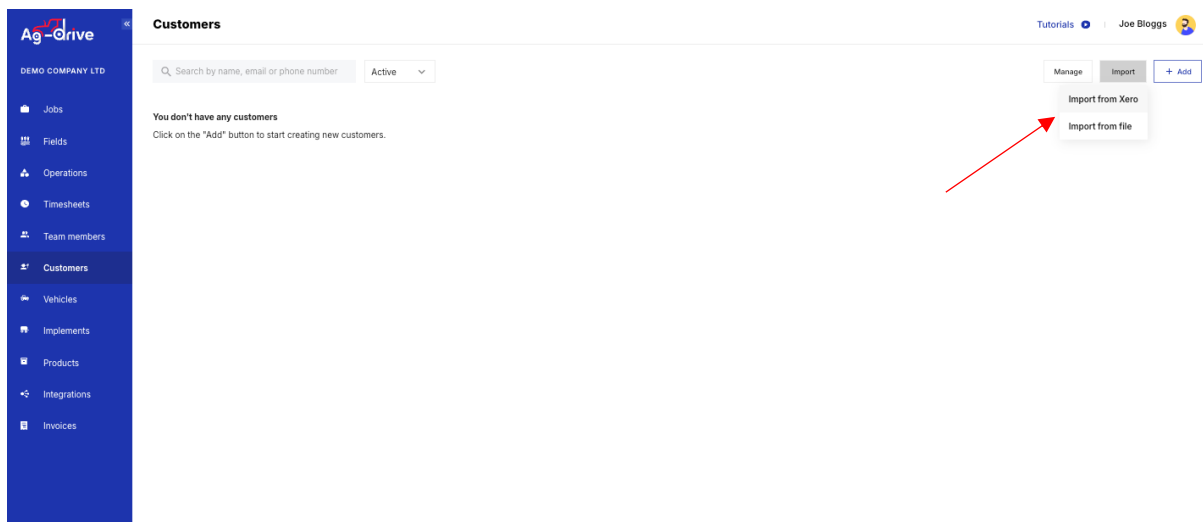 Ag-drive
«
Customers
Tutorials
Joe Bloggs
DEMO COMPANY LTD
Search by name, email or phone number
Active
Manage
Import
+ Add
Import from Xero
Import from file
You don't have any customers
Click on the "Add" button to start creating new customers.
Jobs
Fields
Operations
Timesheets
Team members
Customers
Vehicles
Implements
Products
Integrations
Invoices